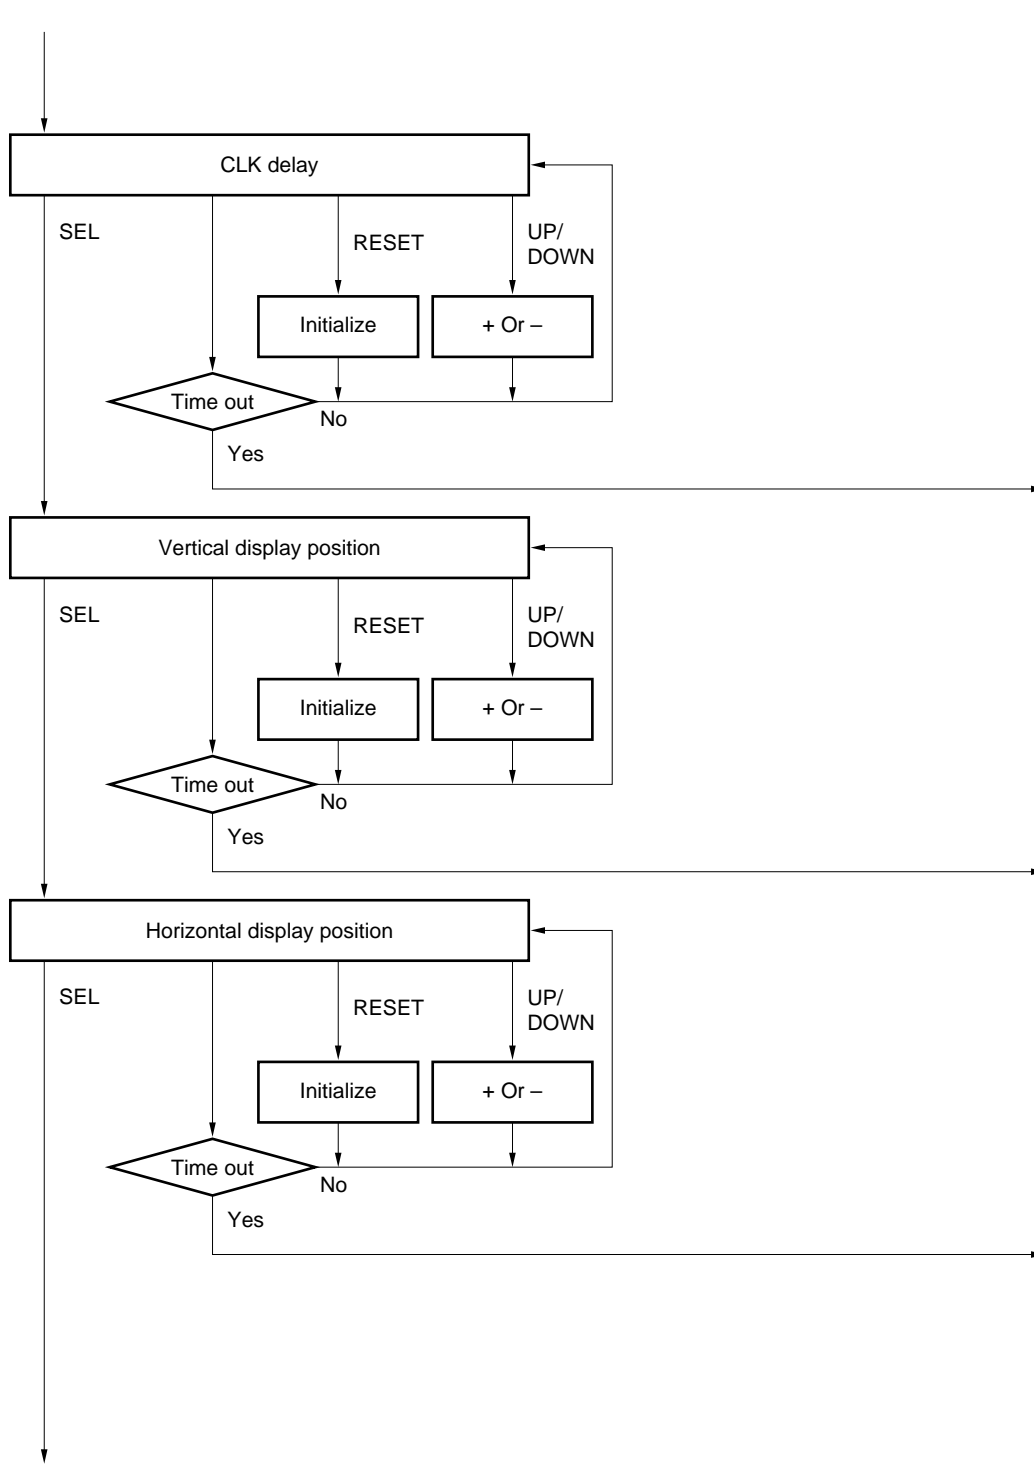 CLK delay
SEL
RESET
UP/
DOWN
Initialize
+ Or –
Time out
No
Yes
Vertical display position
SEL
RESET
UP/
DOWN
Initialize
+ Or –
Time out
No
Yes
Horizontal display position
SEL
RESET
UP/
DOWN
Initialize
+ Or –
Time out
No
Yes